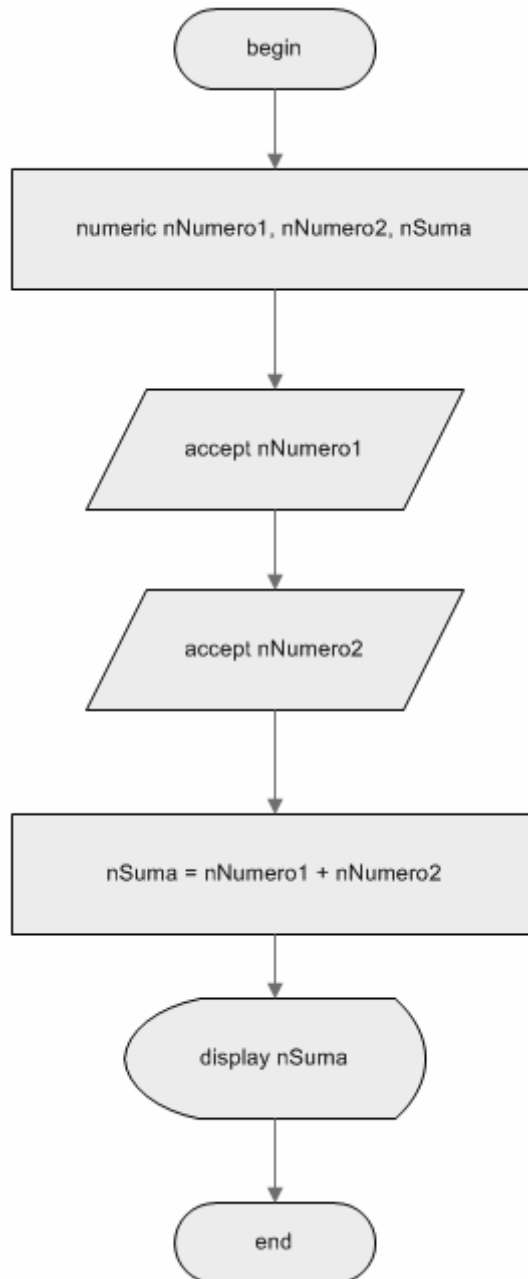 begin
numeric nNumero1, nNumero2, nSuma
accept nNumero1
accept nNumero2
nSuma = nNumero1 + nNumero2
display nSuma
end